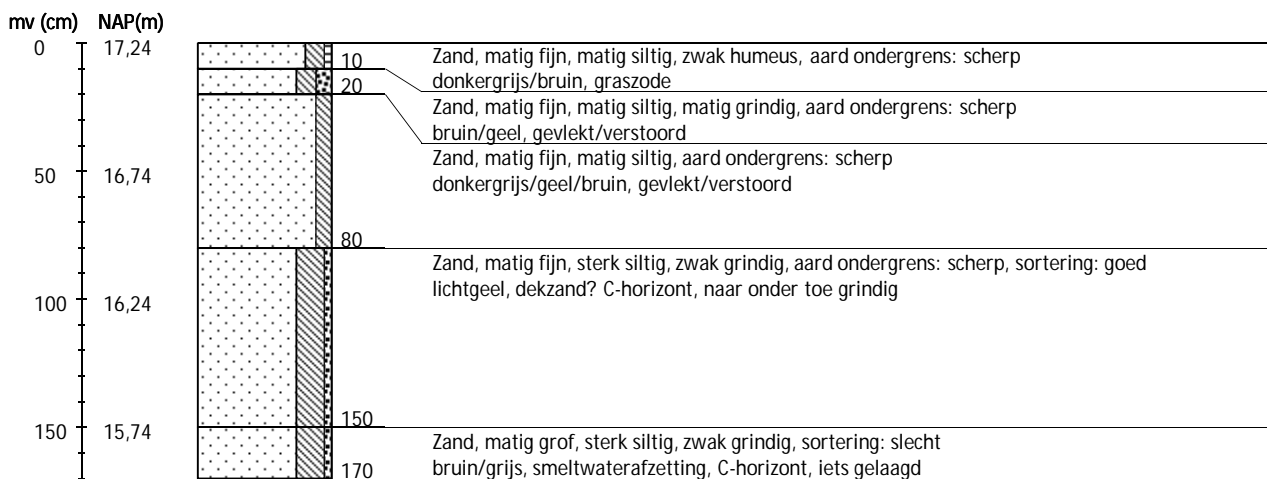 mv (cm) NAP(m)
0 17,24
10 Zand, matig fijn, matig siltig, zwak humeus, aard ondergrens: scherp
donkergrijs/bruin, graszode
20 Zand, matig fijn, matig siltig, matig grindig, aard ondergrens: scherp
bruin/geel, gevlekt/verstoord
Zand, matig fijn, matig siltig, aard ondergrens: scherp
50 16,74 donkergrijs/geel/bruin, gevlekt/verstoord
80
Zand, matig fijn, sterk siltig, zwak grindig, aard ondergrens: scherp, sortering: goed
100 16,24 lichtgeel, dekzand? C-horizont, naar onder toe grindig
150
150 15,74 Zand, matig grof, sterk siltig, zwak grindig, sortering: slecht
170 bruin/grijs, smeltwaterafzetting, C-horizont, iets gelaagd